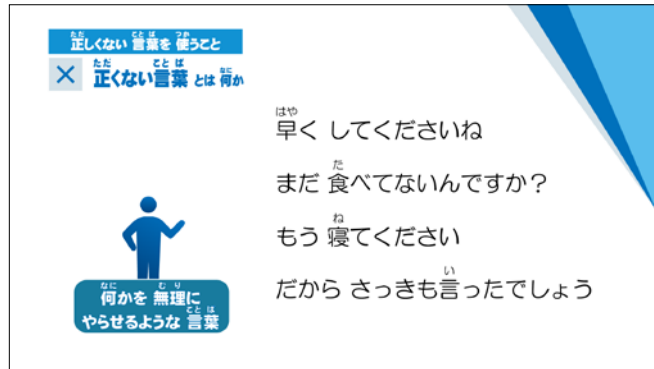 正しくない 言葉を 使うこと
× 正くない言葉 とは 何か
早く してくださいね
まだ 食べてないんですか？
もう 寝てください
だから さっきも言ったでしょう
何かを 無理に
やらせるような 言葉